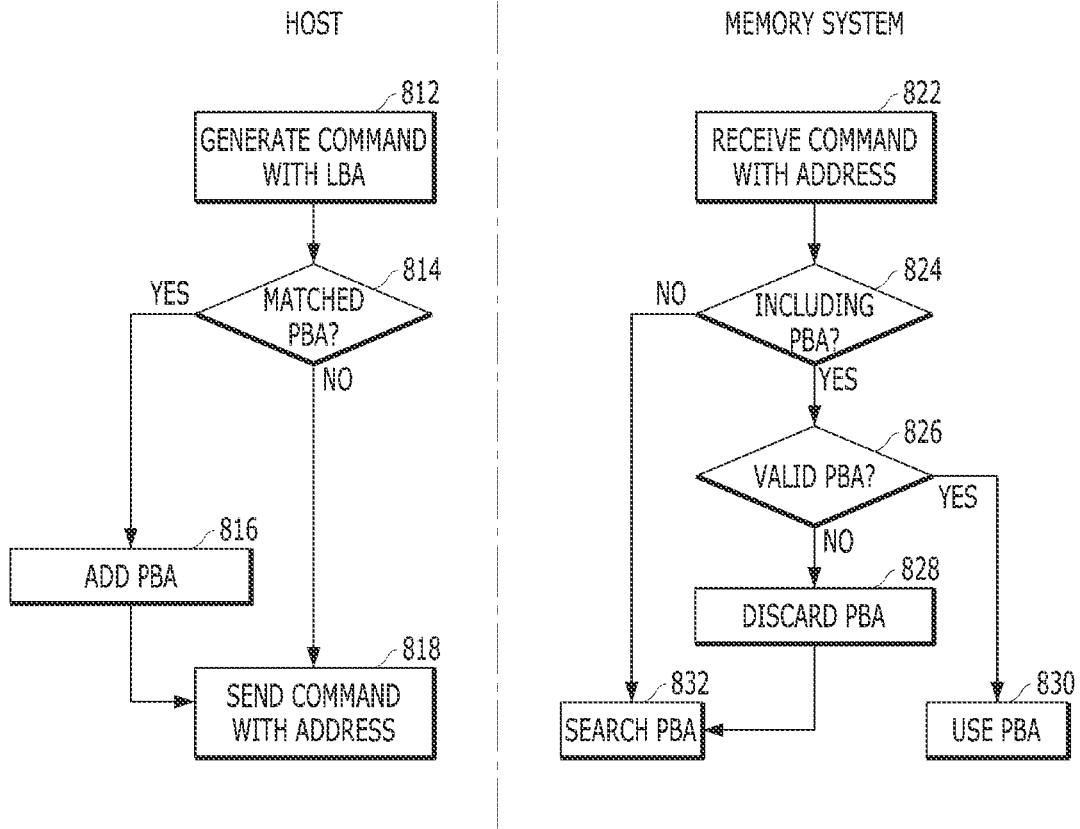 HOST
812
GENERATE COMMAND
WITH LBA
814
YES
MATCHED
PBA?
NO
816
ADD PBA
818
SEND COMMAND
WITH ADDRESS
MEMORY SYSTEM
822
RECEIVE COMMAND
WITH ADDRESS
824
NO
INCLUDING
PBA?
YES
826
VALID PBA?
YES
NO
828
DISCARD PBA
832
SEARCH PBA
830
USE PBA